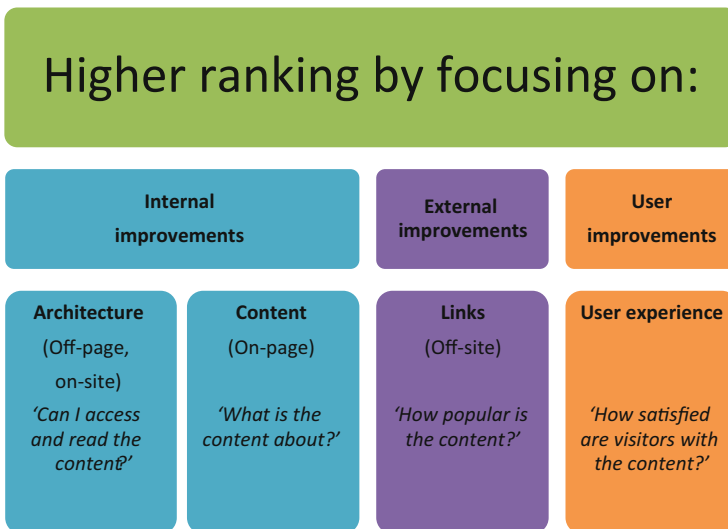 Higher ranking by focusing on:
Internal
improvements
External
improvements
User
improvements
Architecture
(Off-page,
on-site)
‘Can I access
and read the
content?’
Content
(On-page)
‘What is the
content about?’
Links
(Off-site)
‘How popular is
the content?’
User experience
‘How satisfied
are visitors with
the content?’